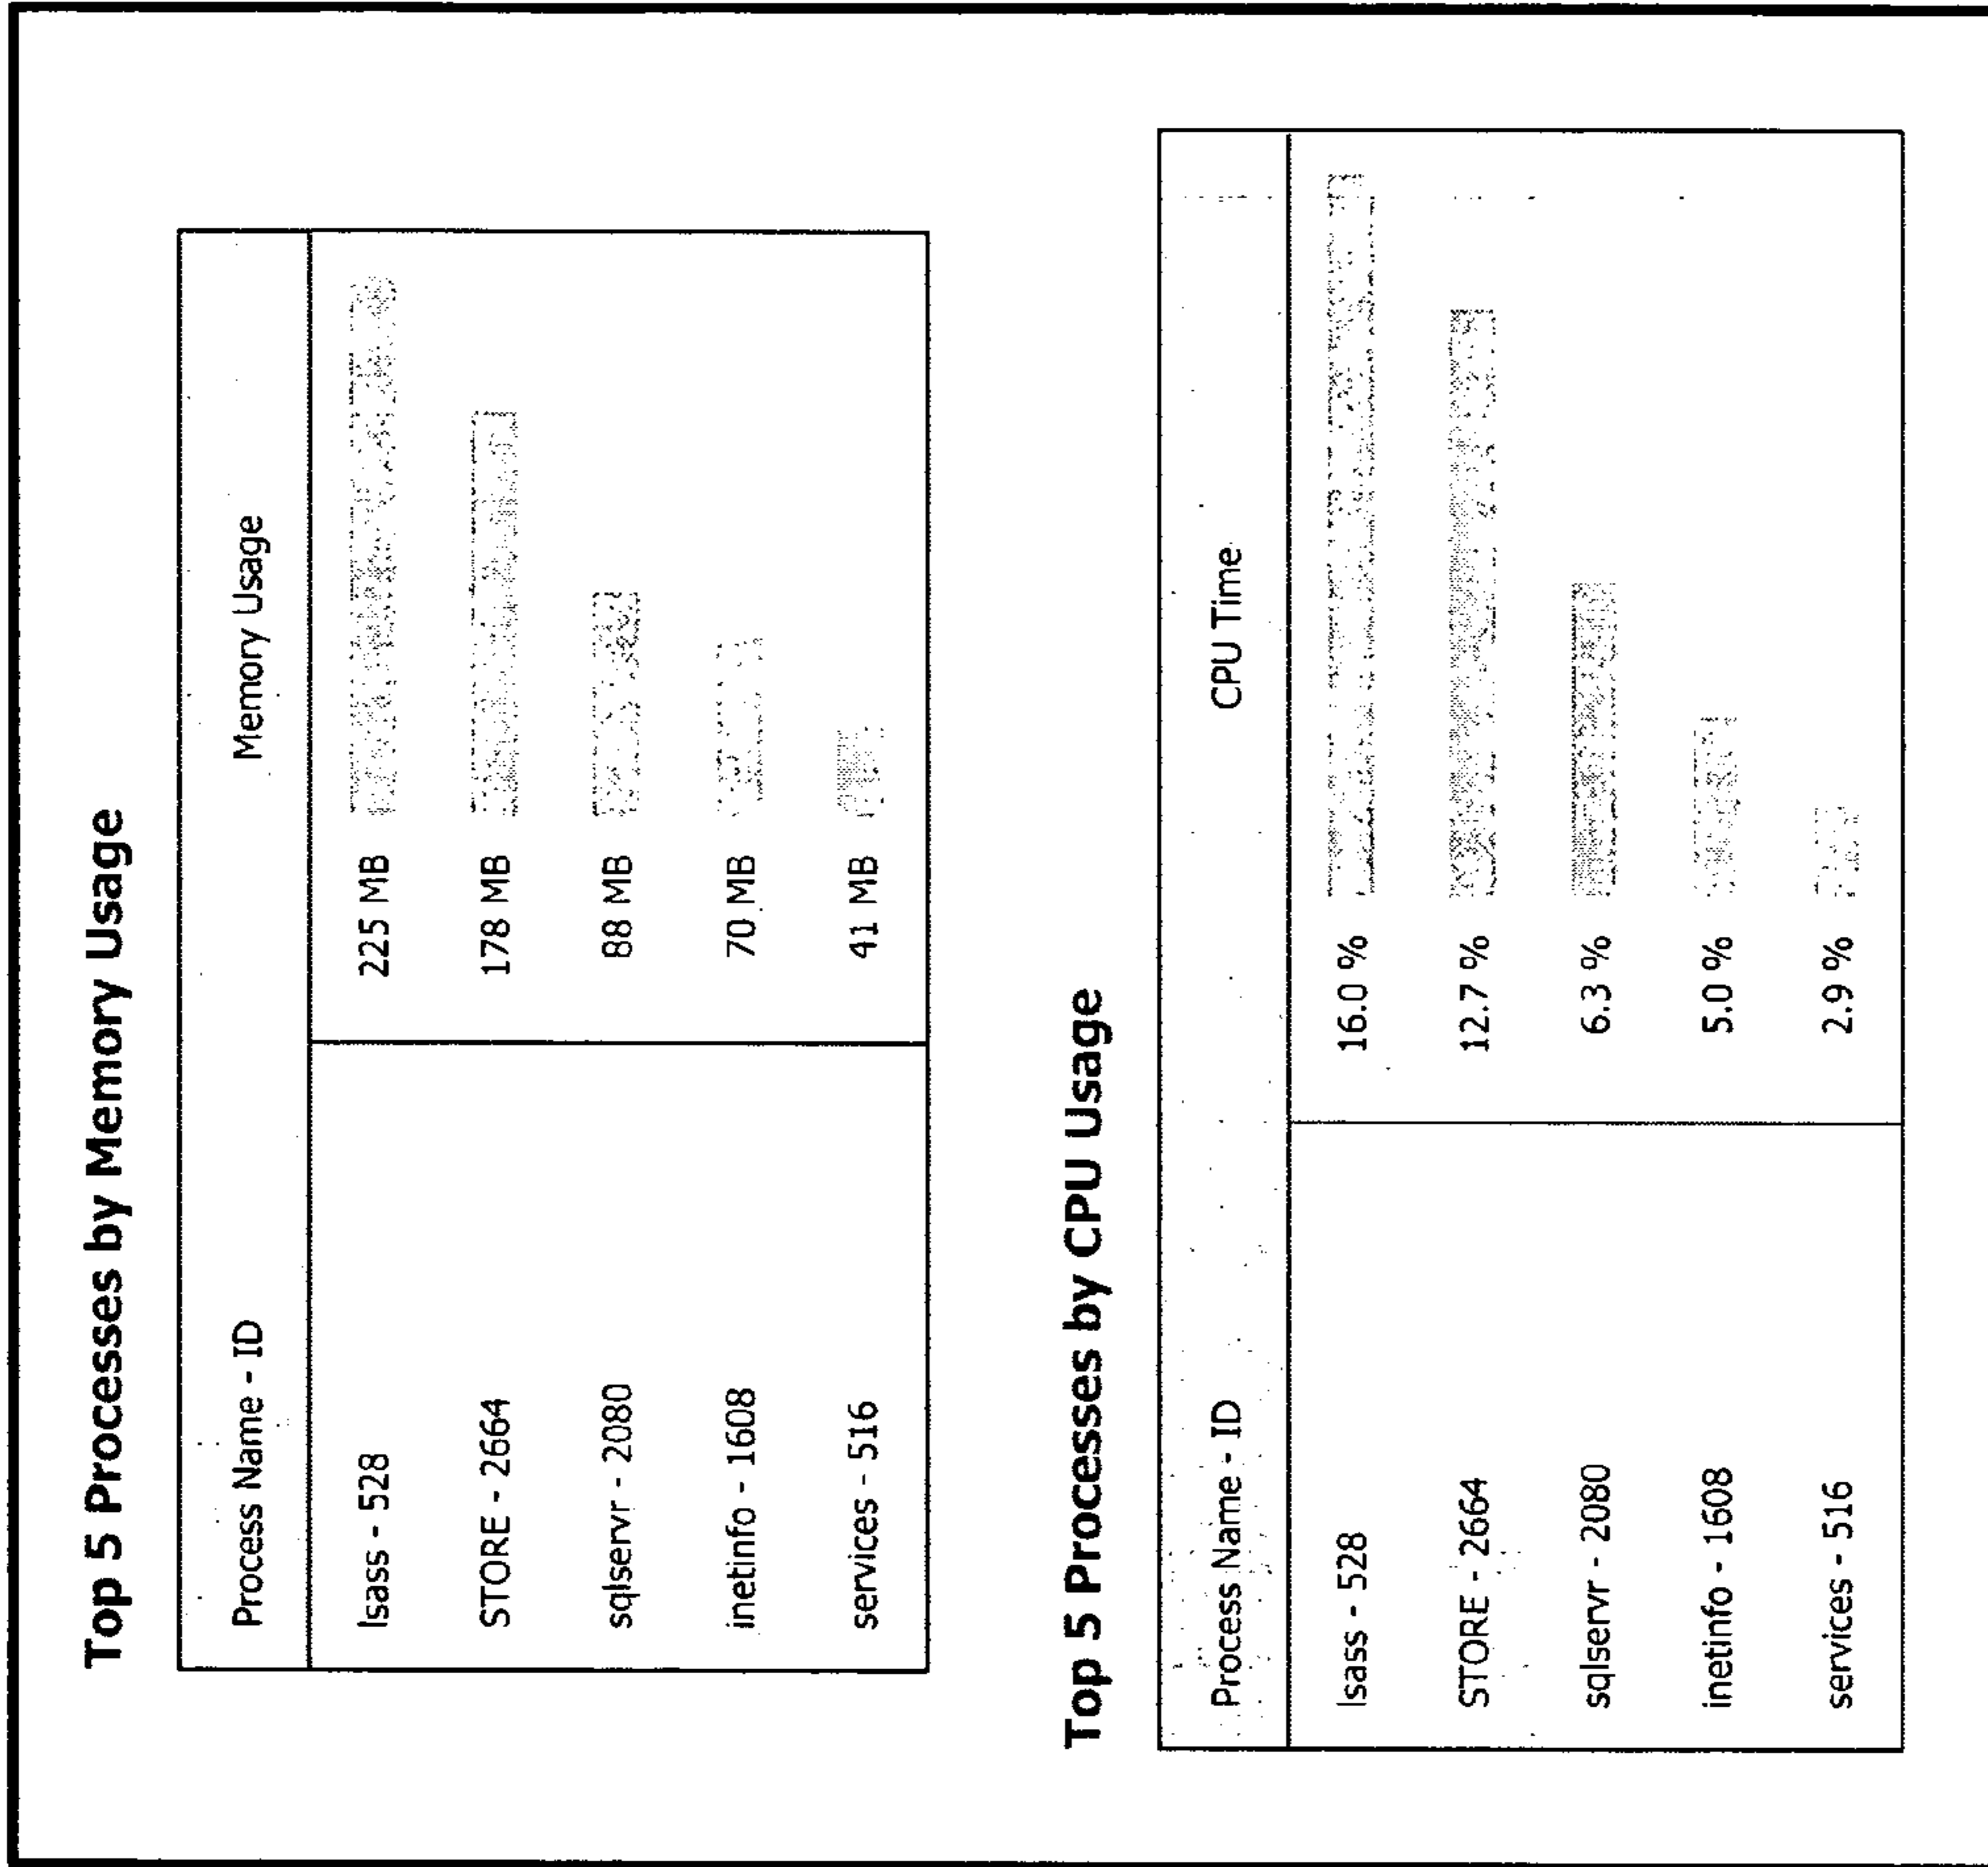 Top 5 Processes by Memory Usage
Process Name - ID Memory Usage
lsass - 528 225 MB
STORE - 2664 178 MB
sqlservr - 2080 88 MB
inetinfo - 1608 70 MB
services - 516 41 MB
Top 5 Processes by CPU Usage
Process Name - ID CPU Time
lsass - 528 16.0 %
STORE - 2664 12.7 %
sqlservr - 2080 6.3 %
inetinfo - 1608 5.0 %
services - 516 2.9 %